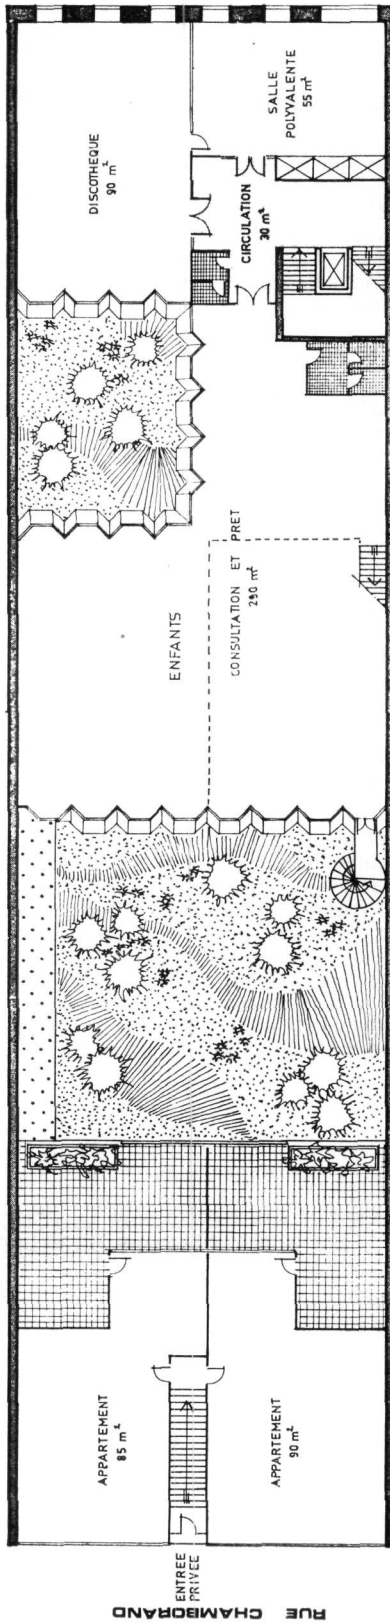 DISCOTHEQUE
90 m²
SALLE
POLYVALENTE
55 m²
CIRCULATION
30 m²
ENFANTS
CONSULTATION ET PRET
290 m²
APPARTEMENT
85 m²
APPARTEMENT
90 m²
ENTREE
PRIVEE
RUE CHAMBORAND